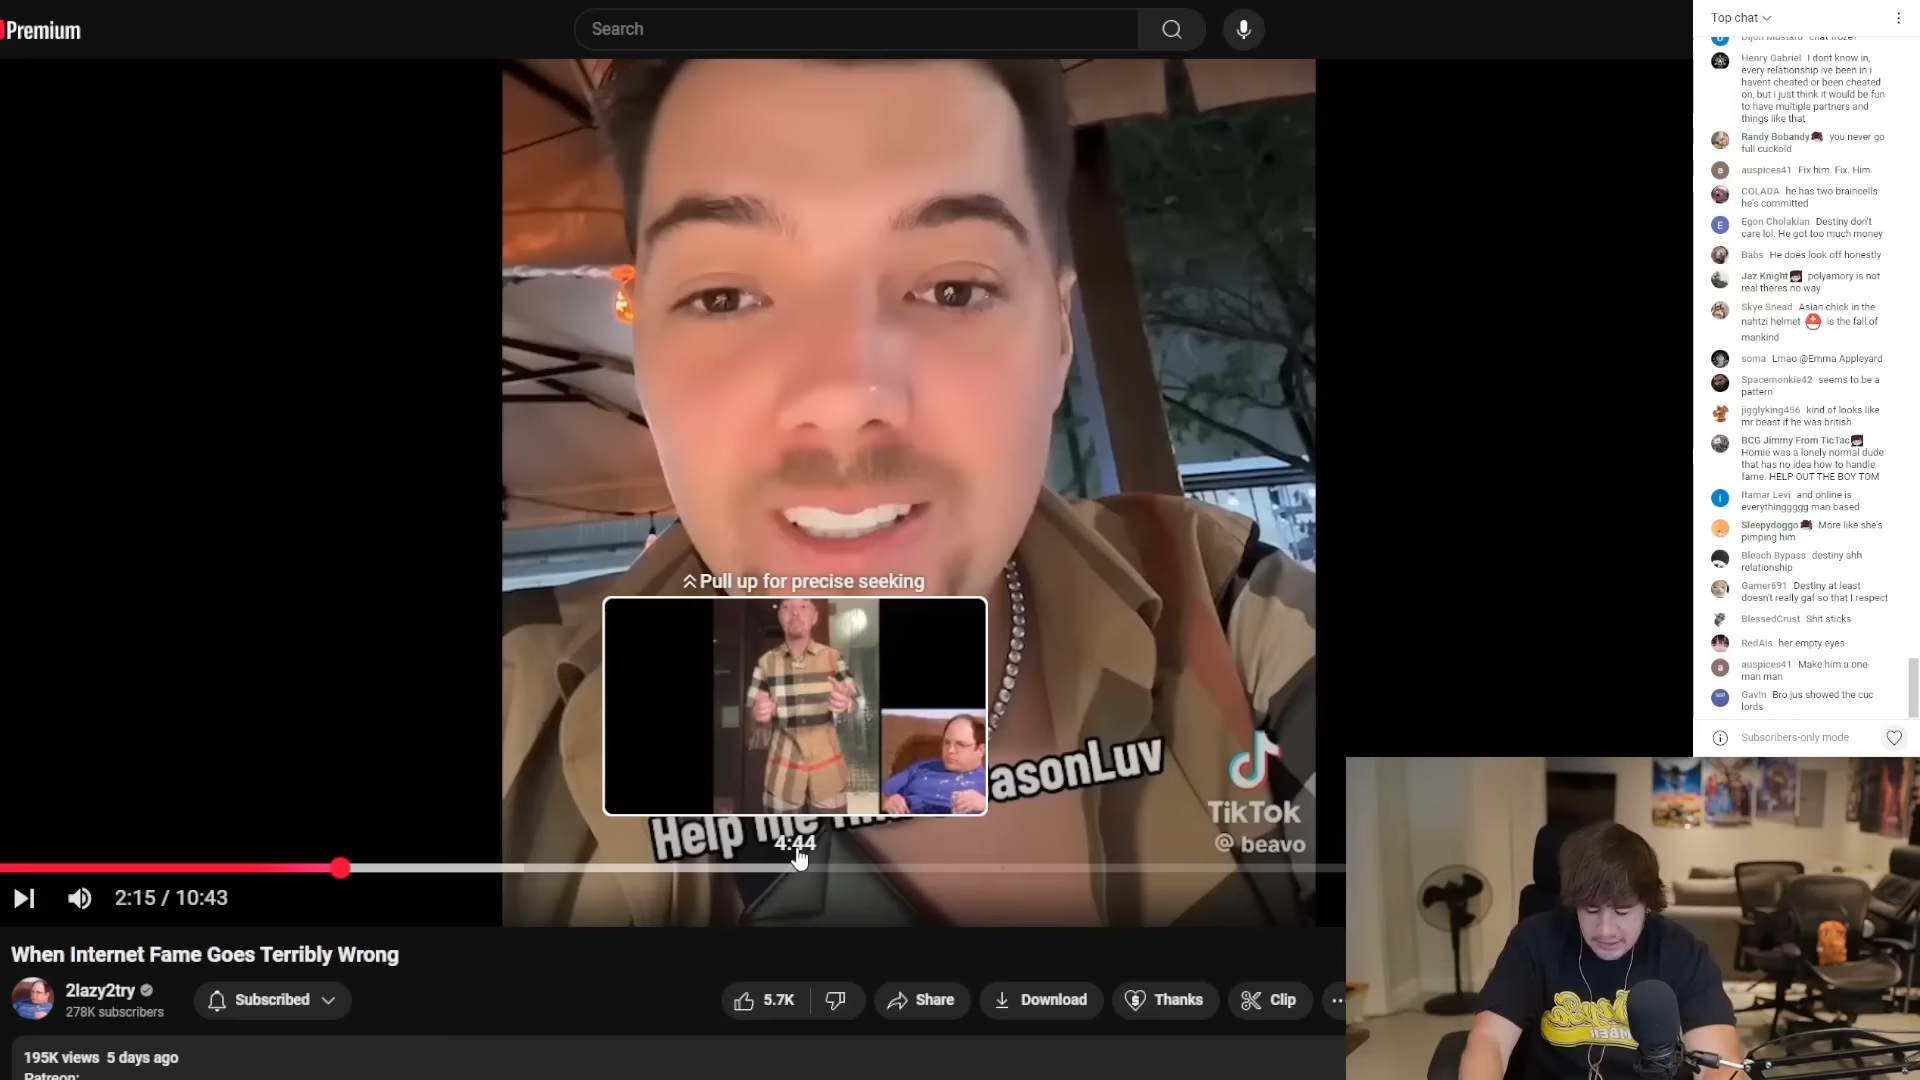 Premium
Search
Top chat
Henry Gabriel I dont know in,
every relationship ive been in i
havent cheated or been cheated
on, but i just think it would be fun
to have multiple partners and
things like that
Randy Bobandy you never go
full cuckold
auspices41 Fix him. Fix. Him.
COLADA he has two braincells
he's committed
Egon Cholakian Destiny don't
care lol. He got too much money
Babs He does look off honestly
Jaz Knight polyamory is not
real theres no way
Skye Snead Asian chick in the
nahtzi helmet is the fall of
mankind
soma Lmao @Emma Appleyard
Spacemonkie42 seems to be a
pattern
jigglyking456 kind of looks like
mr beast if he was british
BCG Jimmy From TicTac
Homie was a lonely normal dude
that has no idea how to handle
fame. HELP OUT THE BOY TOM
Itamar Levi and online is
everythinggggg man based
Sleepydoggo More like she's
pimping him
Bleach Bypass destiny ahh
relationship
Gamer691 Destiny at least
doesn't really gaf so that I respect
BlessedCrust Shit sticks
RedAis her empty eyes
auspices41 Make him a one-
man man
Gav!n Bro jus showed the cuc
lords
Subscribers-only mode
Pull up for precise seeking
asonLuv
Help me
4:44
TikTok
@ beavo
2:15 / 10:43
When Internet Fame Goes Terribly Wrong
2lazy2try
278K subscribers
Subscribed
5.7K
Share
Download
Thanks
Clip
195K views 5 days ago
Patreon: